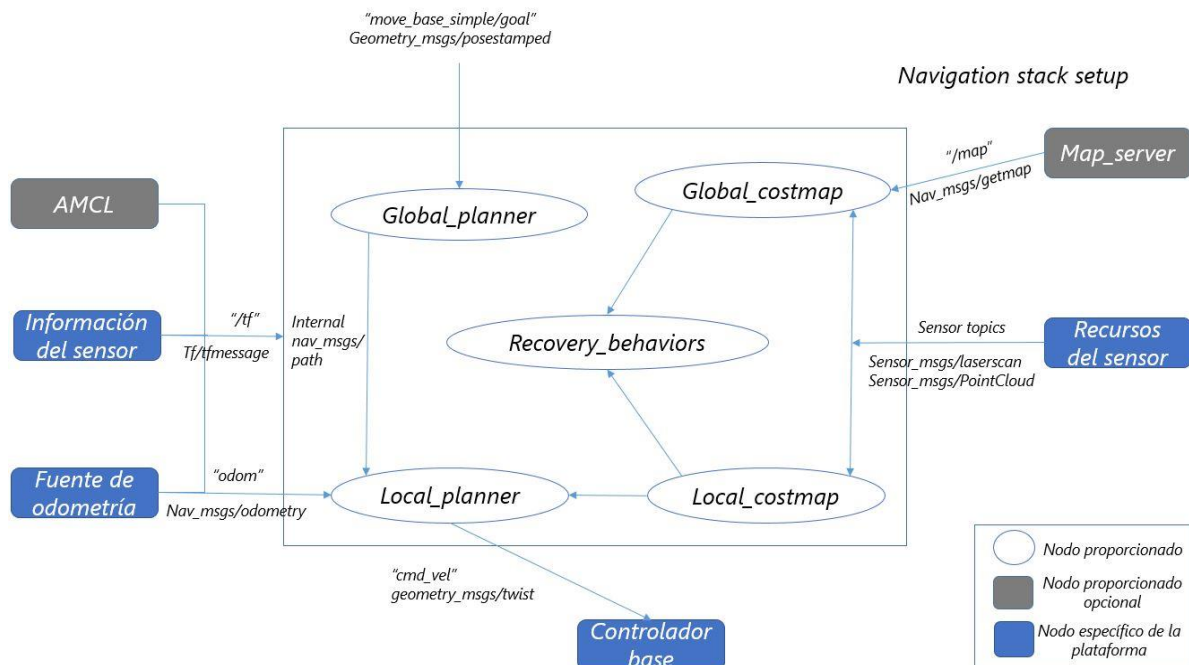 “move_base_simple/goal”
Geometry_msgs/posestamped
Navigation stack setup
“/map”
Map_server
Nav_msgs/getmap
Global_costmap
AMCL
Global_planner
“/tf”
Información
del sensor
Tf/tfmessage
Internal
nav_msgs/
path
Recovery_behaviors
Sensor topics
Sensor_msgs/laserscan
Sensor_msgs/PointCloud
Recursos
del sensor
“odom”
Fuente de
odometría
Nav_msgs/odometry
Local_planner
Local_costmap
“cmd_vel”
geometry_msgs/twist
Controlador
base
Nodo proporcionado
Nodo proporcionado
opcional
Nodo específico de la
plataforma